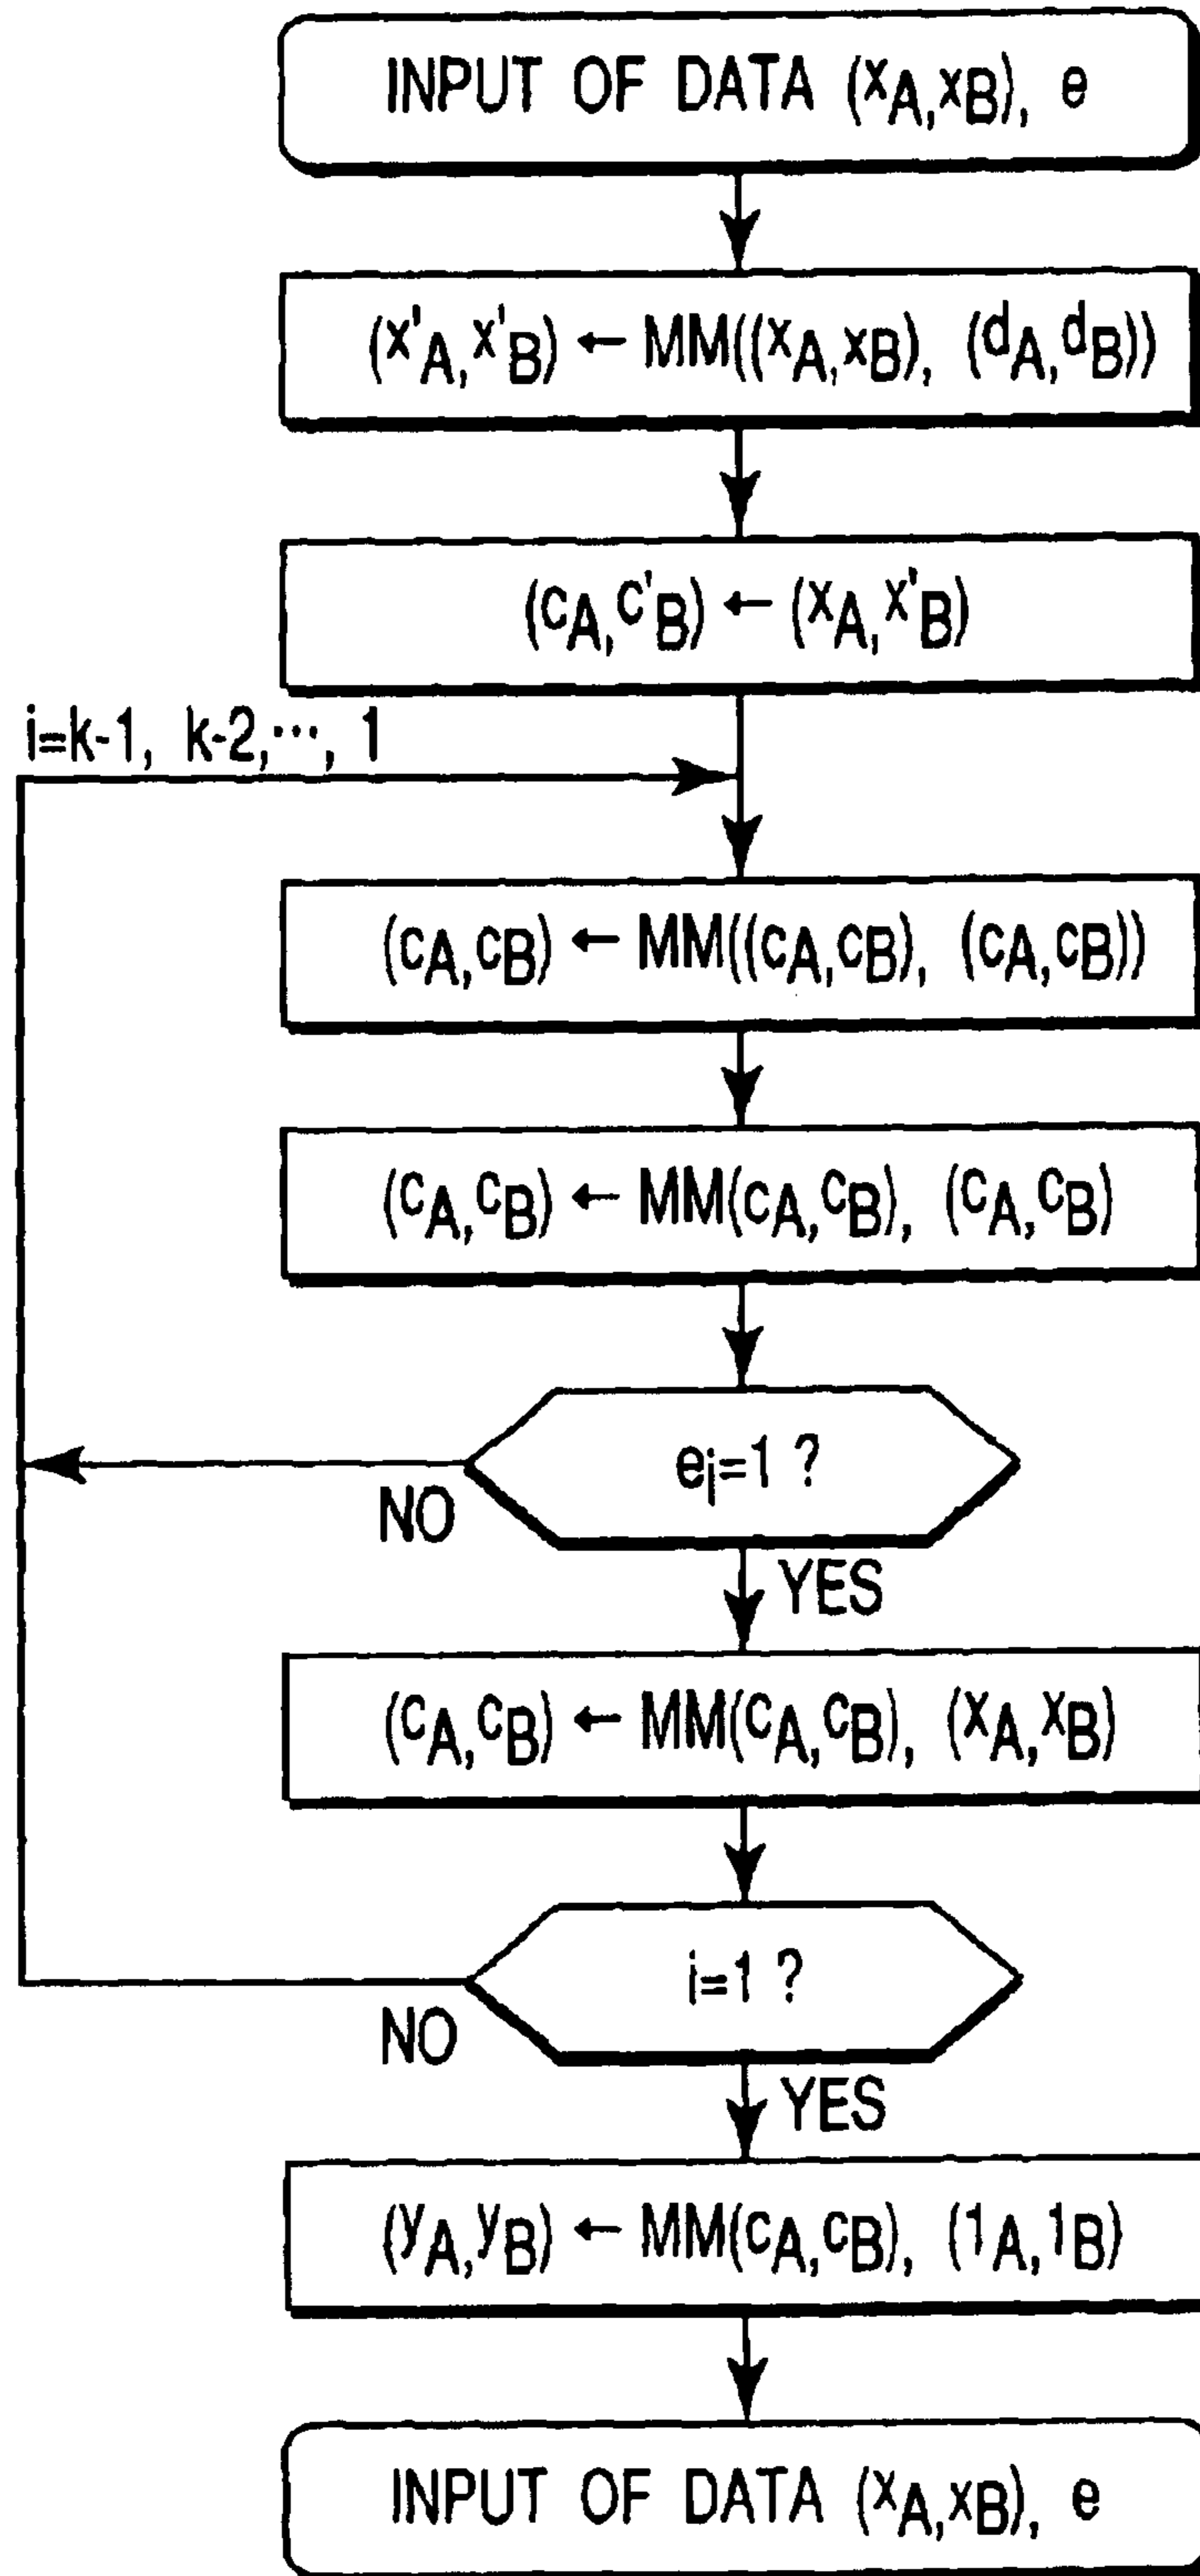 INPUT OF DATA (xA,xB), e
(x'A,x'B) ← MM((xA,xB), (dA,dB))
(cA,c'B) ← (xA,x'B)
i=k-1, k-2,···, 1
(cA,cB) ← MM((cA,cB), (cA,cB))
(cA,cB) ← MM(cA,cB), (cA,cB)
ei=1 ?
NO
YES
(cA,cB) ← MM(cA,cB), (xA,xB)
i=1 ?
NO
YES
(yA,yB) ← MM(cA,cB), (1A,1B)
INPUT OF DATA (xA,xB), e